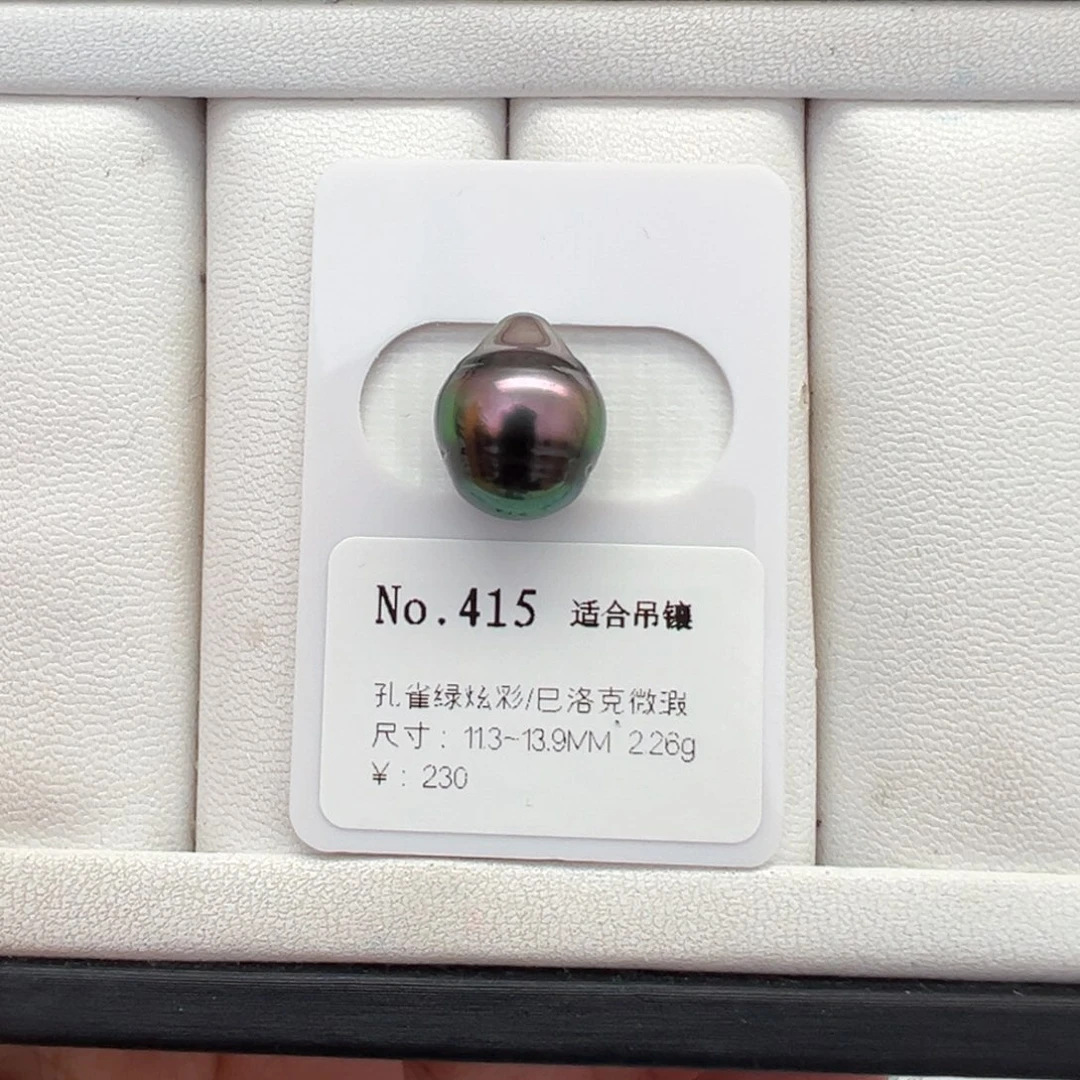 No.415 适合吊镶
孔雀绿炫彩/巴洛克微瑕
尺寸：11.3~13.9MM 2.26g
¥：230